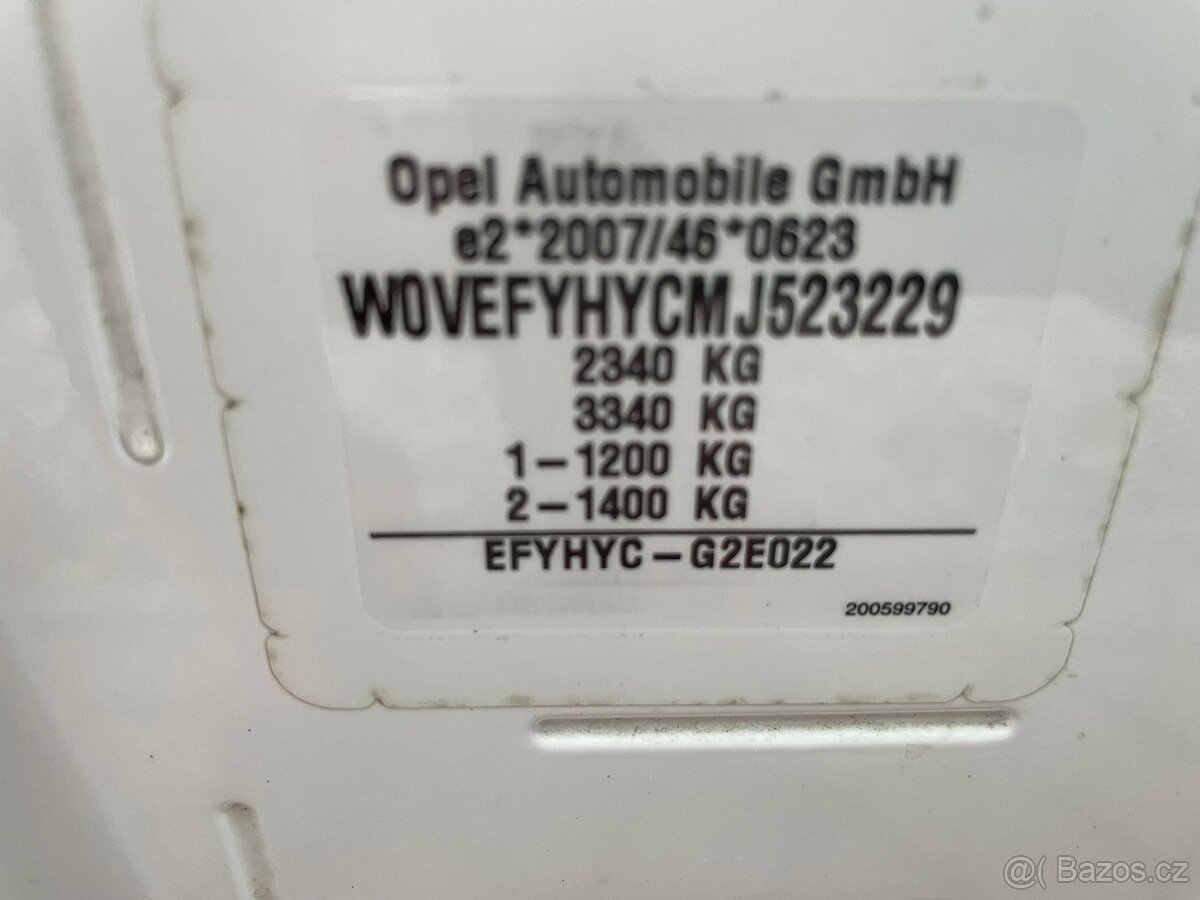 Opel Automobile GmbH
e2*2007/46*0623
W0VEFYHYCMJ523229
2340 KG
3340 KG
1-1200 KG
2-1400 KG
EFYHYC-G2E022
200599790
@( Bazos.cz